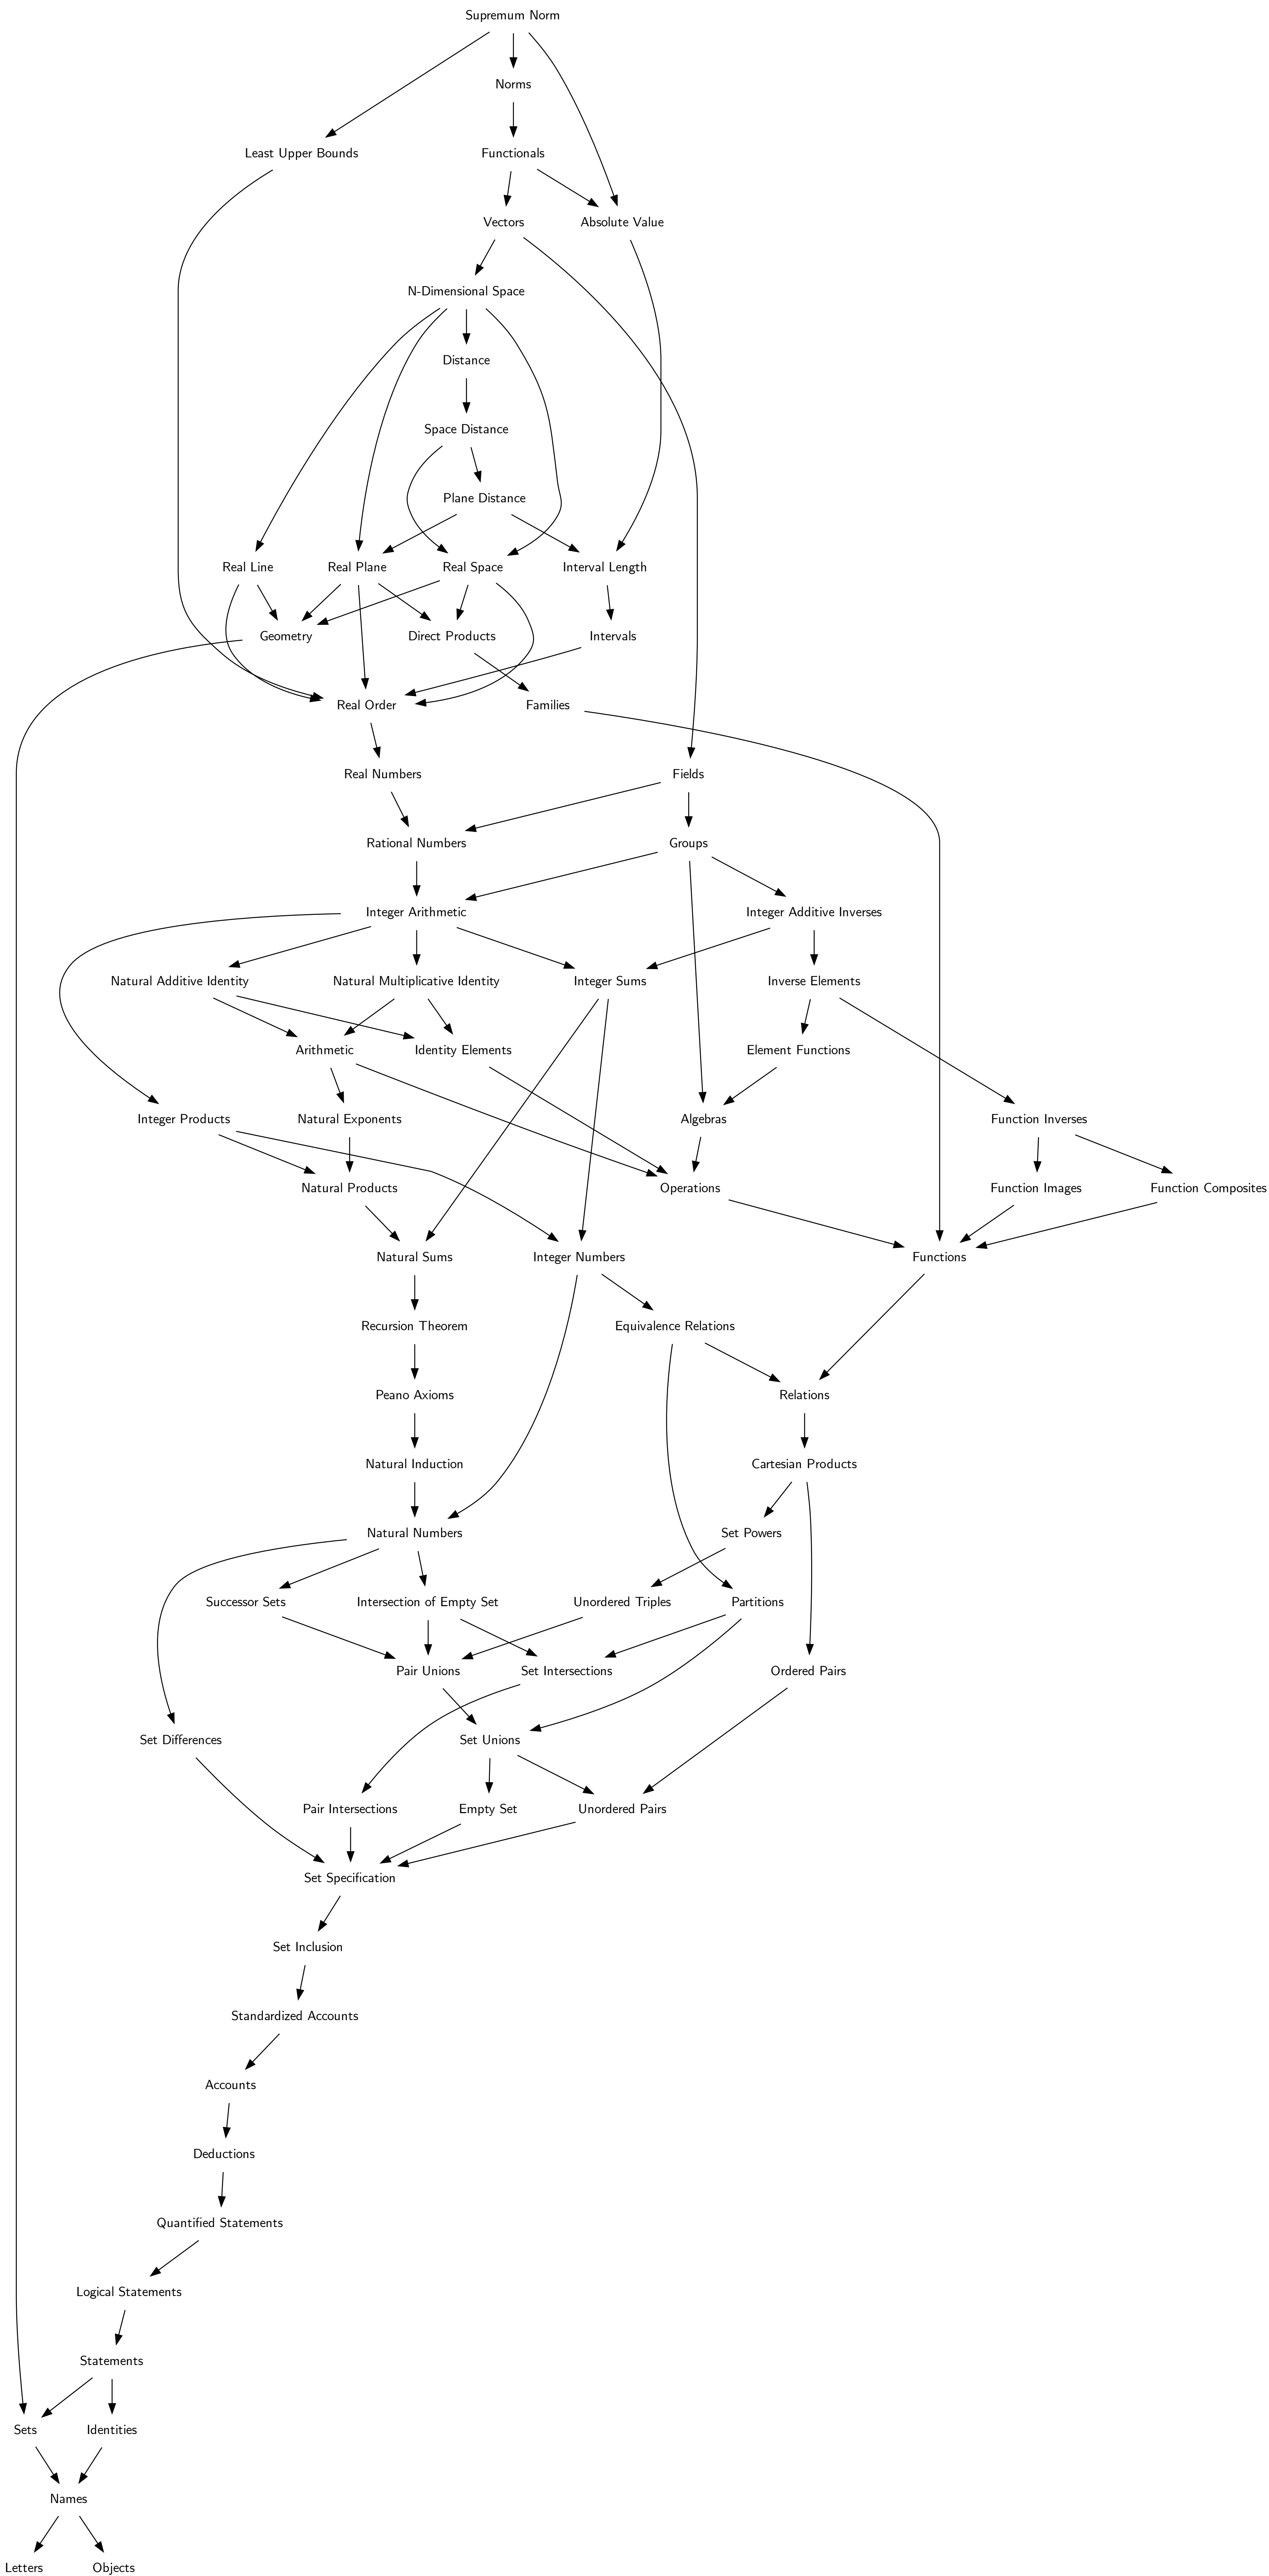 Supremum Norm
Norms
Least Upper Bounds
Functionals
Vectors
Absolute Value
N-Dimensional Space
Distance
Space Distance
Plane Distance
Real Line
Real Plane
Real Space
Interval Length
Geometry
Direct Products
Intervals
Real Order
Families
Real Numbers
Fields
Rational Numbers
Groups
Integer Arithmetic
Integer Additive Inverses
Natural Additive Identity
Natural Multiplicative Identity
Integer Sums
Inverse Elements
Arithmetic
Identity Elements
Element Functions
Integer Products
Natural Exponents
Algebras
Function Inverses
Natural Products
Operations
Function Images
Function Composites
Natural Sums
Integer Numbers
Functions
Recursion Theorem
Equivalence Relations
Peano Axioms
Relations
Natural Induction
Cartesian Products
Natural Numbers
Set Powers
Successor Sets
Intersection of Empty Set
Unordered Triples
Partitions
Pair Unions
Set Intersections
Ordered Pairs
Set Differences
Set Unions
Pair Intersections
Empty Set
Unordered Pairs
Set Specification
Set Inclusion
Standardized Accounts
Accounts
Deductions
Quantified Statements
Logical Statements
Statements
Sets
Identities
Names
Letters
Objects